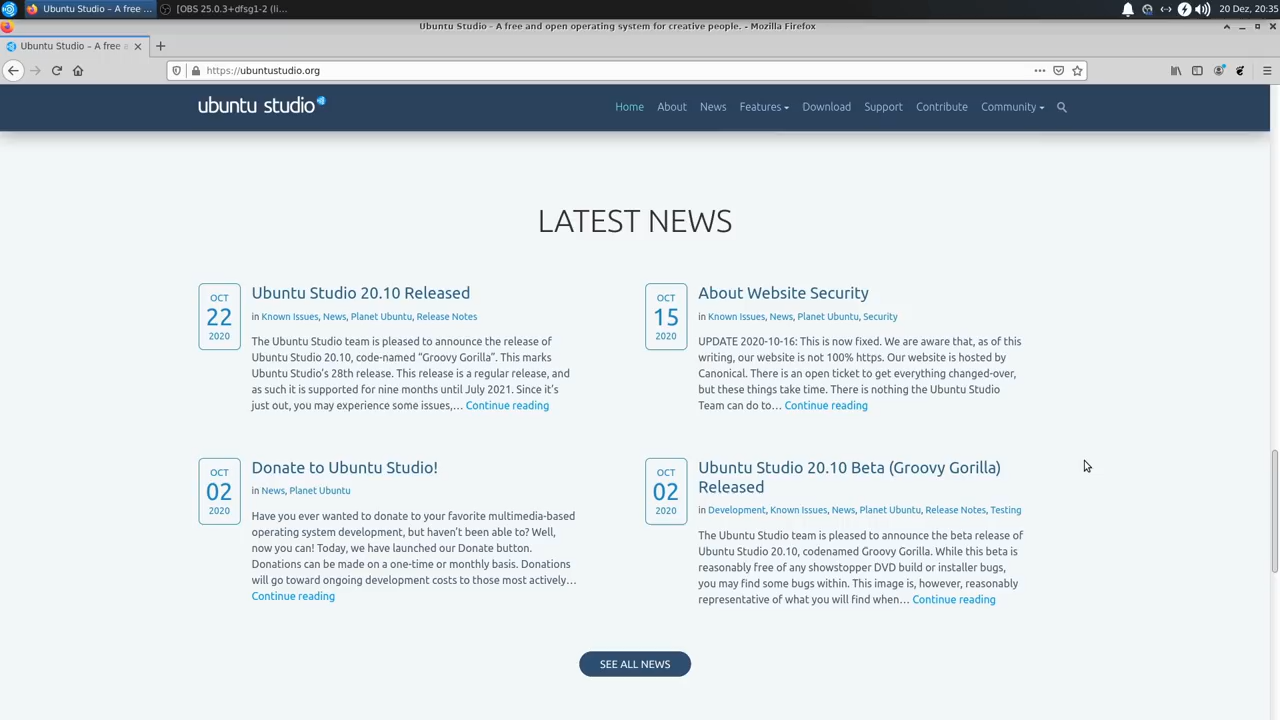 Ubuntu Studio – A free ...
[OBS 25.0.3+dfsg1-2 (li...
20 Dez, 20:35
Ubuntu Studio - A free and open operating system for creative people. - Mozilla Firefox
Ubuntu Studio – A free a
https://ubuntustudio.org
ubuntu studio
Home
About
News
Features
Download
Support
Contribute
Community
LATEST NEWS
OCT
22
2020
Ubuntu Studio 20.10 Released
in Known Issues, News, Planet Ubuntu, Release Notes
The Ubuntu Studio team is pleased to announce the release of
Ubuntu Studio 20.10, code-named “Groovy Gorilla”. This marks
Ubuntu Studio’s 28th release. This release is a regular release, and
as such it is supported for nine months until July 2021. Since it’s
just out, you may experience some issues,… Continue reading
OCT
15
2020
About Website Security
in Known Issues, News, Planet Ubuntu, Security
UPDATE 2020-10-16: This is now fixed. We are aware that, as of this
writing, our website is not 100% https. Our website is hosted by
Canonical. There is an open ticket to get everything changed-over,
but these things take time. There is nothing the Ubuntu Studio
Team can do to… Continue reading
OCT
02
2020
Donate to Ubuntu Studio!
in News, Planet Ubuntu
Have you ever wanted to donate to your favorite multimedia-based
operating system development, but haven’t been able to? Well,
now you can! Today, we have launched our Donate button.
Donations can be made on a one-time or monthly basis. Donations
will go toward ongoing development costs to those most actively…
Continue reading
OCT
02
2020
Ubuntu Studio 20.10 Beta (Groovy Gorilla)
Released
in Development, Known Issues, News, Planet Ubuntu, Release Notes, Testing
The Ubuntu Studio team is pleased to announce the beta release of
Ubuntu Studio 20.10, codenamed Groovy Gorilla. While this beta is
reasonably free of any showstopper DVD build or installer bugs,
you may find some bugs within. This image is, however, reasonably
representative of what you will find when… Continue reading
SEE ALL NEWS